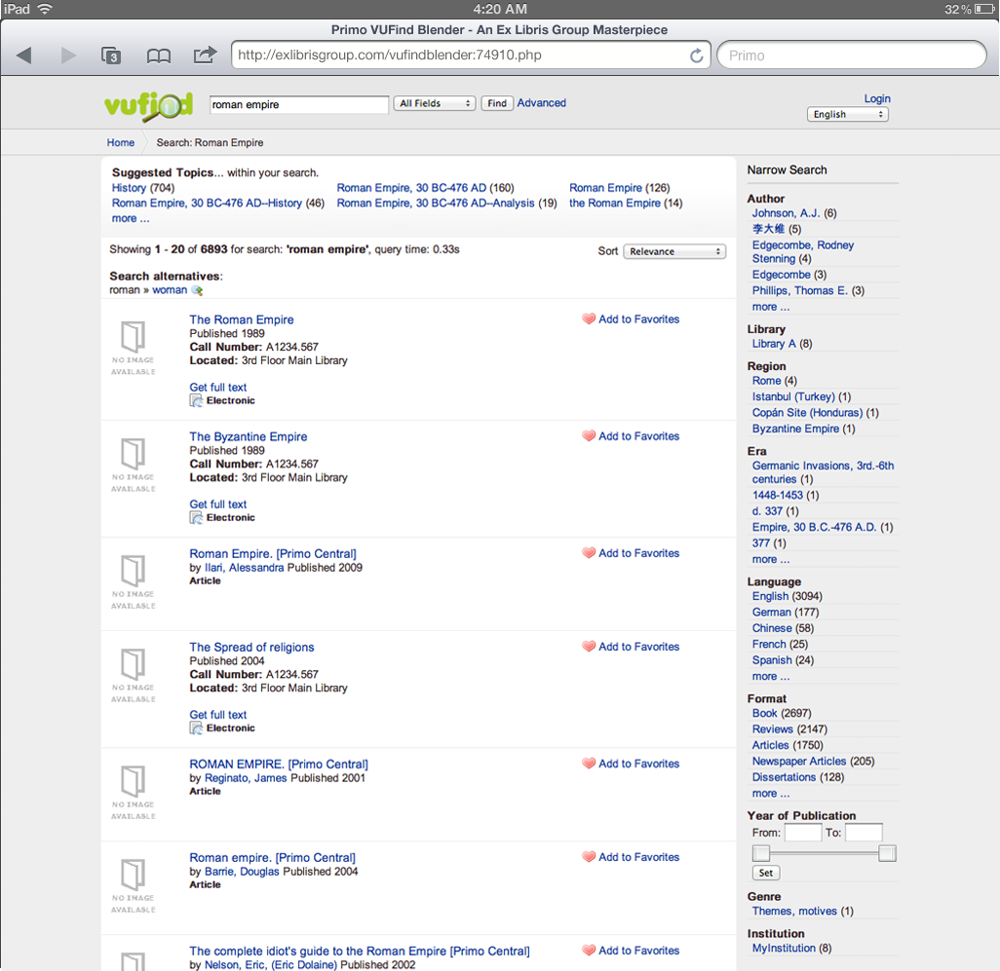 iPad 4:20 AM 32%
Primo VUFind Blender - An Ex Libris Group Masterpiece
3 http://exlibrisgroup.com/vufindblender:74910.php Primo
vufind roman empire All Fields Find Advanced
Login
English
Home Search: Roman Empire
Suggested Topics... within your search.
History (704) Roman Empire, 30 BC-476 AD (160) Roman Empire (126)
Roman Empire, 30 BC-476 AD--History (46) Roman Empire, 30 BC-476 AD--Analysis (19) the Roman Empire (14)
more ...
Showing 1 - 20 of 6893 for search: 'roman empire', query time: 0.33s Sort Relevance
Search alternatives:
roman » woman
NO IMAGE
AVAILABLE
The Roman Empire Add to Favorites
Published 1989
Call Number: A1234.567
Located: 3rd Floor Main Library
Get full text
Electronic
NO IMAGE
AVAILABLE
The Byzantine Empire Add to Favorites
Published 1989
Call Number: A1234.567
Located: 3rd Floor Main Library
Get full text
Electronic
NO IMAGE
AVAILABLE
Roman Empire. [Primo Central] Add to Favorites
by Ilari, Alessandra Published 2009
Article
NO IMAGE
AVAILABLE
The Spread of religions Add to Favorites
Published 2004
Call Number: A1234.567
Located: 3rd Floor Main Library
Get full text
Electronic
NO IMAGE
AVAILABLE
ROMAN EMPIRE. [Primo Central] Add to Favorites
by Reginato, James Published 2001
Article
NO IMAGE
AVAILABLE
Roman empire. [Primo Central] Add to Favorites
by Barrie, Douglas Published 2004
Article
NO IMAGE
AVAILABLE
The complete idiot's guide to the Roman Empire [Primo Central] Add to Favorites
by Nelson, Eric, (Eric Dolaine) Published 2002
Narrow Search
Author
Johnson, A.J. (6)
李大维 (5)
Edgecombe, Rodney
Stenning (4)
Edgecombe (3)
Phillips, Thomas E. (3)
more ...
Library
Library A (8)
Region
Rome (4)
Istanbul (Turkey) (1)
Copán Site (Honduras) (1)
Byzantine Empire (1)
Era
Germanic Invasions, 3rd.-6th
centuries (1)
1448-1453 (1)
d. 337 (1)
Empire, 30 B.C.-476 A.D. (1)
377 (1)
more ...
Language
English (3094)
German (177)
Chinese (58)
French (25)
Spanish (24)
more ...
Format
Book (2697)
Reviews (2147)
Articles (1750)
Newspaper Articles (205)
Dissertations (128)
more ...
Year of Publication
From: To:
Set
Genre
Themes, motives (1)
Institution
MyInstitution (8)